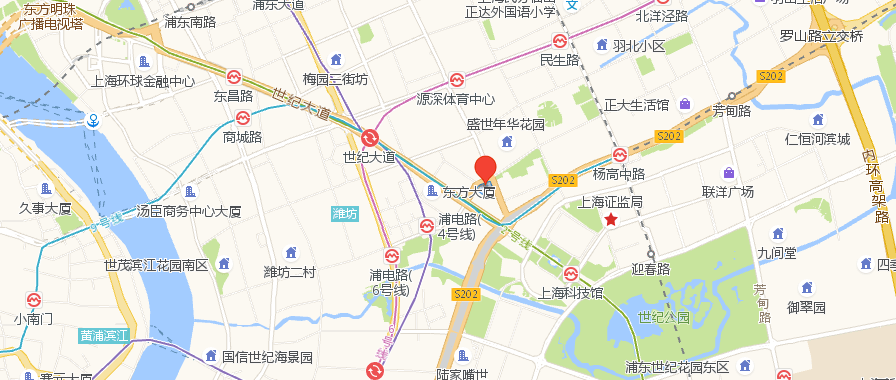 东方明珠
广播电视塔
浦东南路
浦东大道
正达外国语小学
北洋泾路
罗山路立交桥
羽北小区
民生路
梅园三街坊
上海环球金融中心
东昌路
世纪大道
源深体育中心
S202
正大生活馆
芳甸路
商城路
盛世年华花园
S202
仁恒河滨城
世纪大道
杨高中路
内环高架路
东方大厦
S202
联洋广场
上海证监局
久事大厦
汤臣商务中心大厦
潍坊
浦电路(
4号线)
9号线
2号线
九间堂
世茂滨江花园南区
潍坊二村
浦电路(
6号线)
迎春路
上海科技馆
S202
御翠园
芳甸路
小南门
世纪公园
黄浦滨江
6号线
国信世纪海景园
陆家嘴世
浦东世纪花园东区